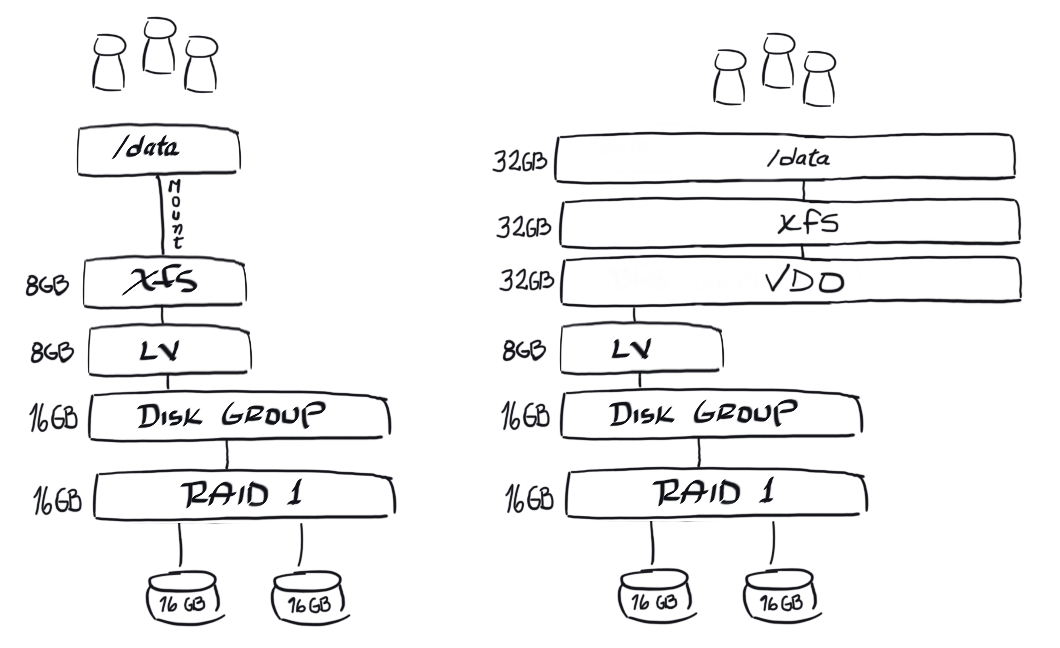 /data
Mount
8GB xfs
8GB LV
16GB DISK GROUP
16GB RAID 1
16 GB 16 GB
32GB /data
32GB xfs
32GB VDO
8GB LV
16GB DISK GROUP
16GB RAID 1
16 GB 16 GB